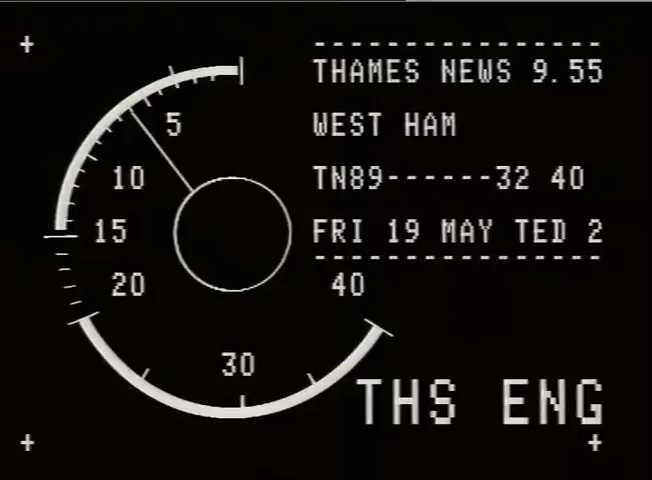 THAMES NEWS 9.55
WEST HAM
TN89------32 40
FRI 19 MAY TED 2
5
10
15
20
30
40
THS ENG